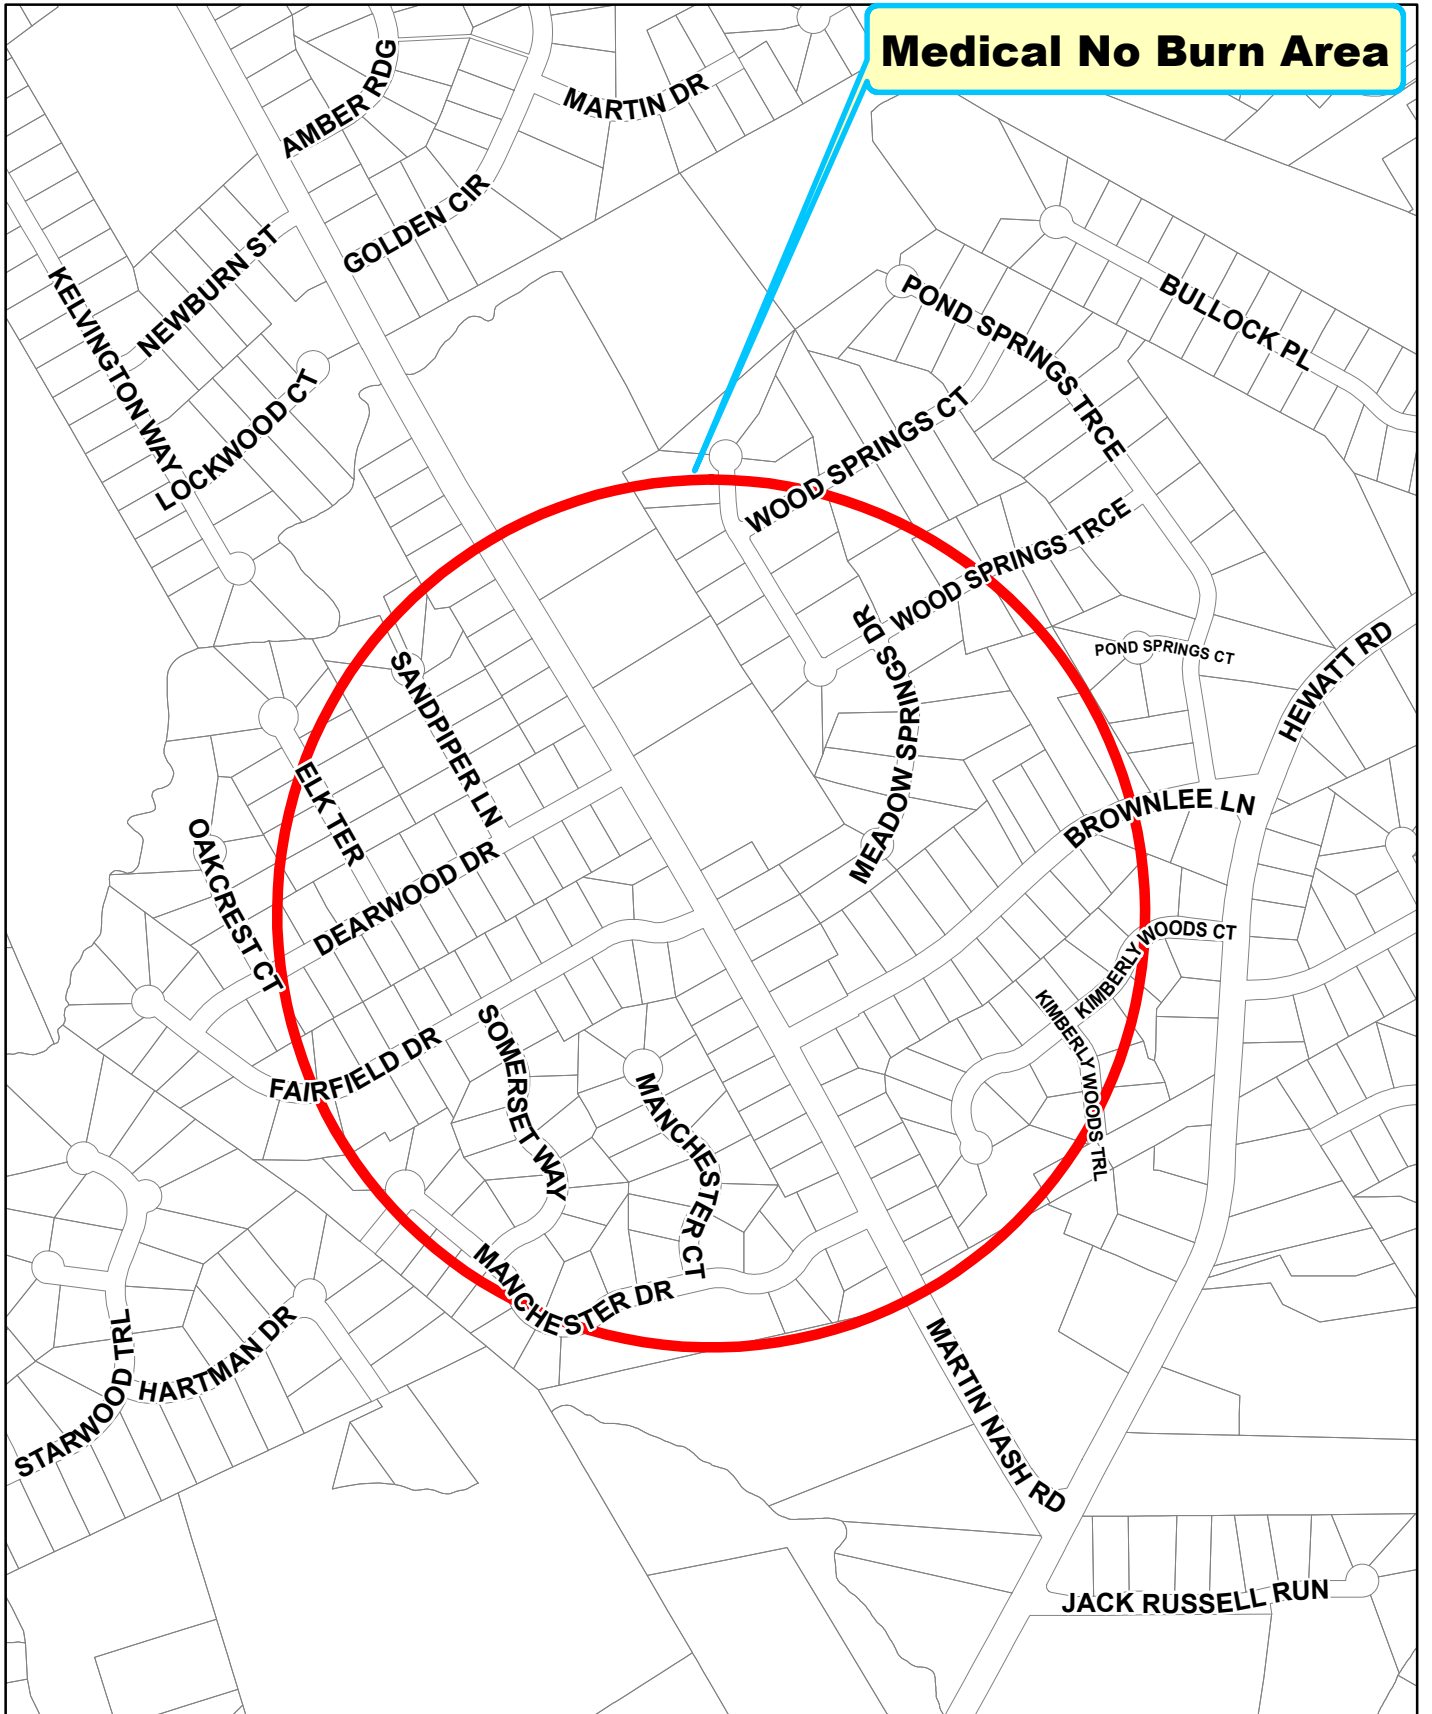 Medical No Burn Area
AMBER RDG
MARTIN DR
GOLDEN CIR
NEWBURN ST
KELVINGTON WAY
LOCKWOOD CT
POND SPRINGS TRCE
BULLOCK PL
WOOD SPRINGS CT
WOOD SPRINGS TRCE
MEADOW SPRINGS DR
POND SPRINGS CT
HEWATT RD
SANDPIPER LN
ELK TER
OAKCREST CT
DEARWOOD DR
BROWNLEE LN
KIMBERLY WOODS CT
KIMBERLY WOODS TRL
FAIRFIELD DR
SOMERSET WAY
MANCHESTER CT
MANCHESTER DR
STARWOOD TRL
HARTMAN DR
MARTIN NASH RD
JACK RUSSELL RUN